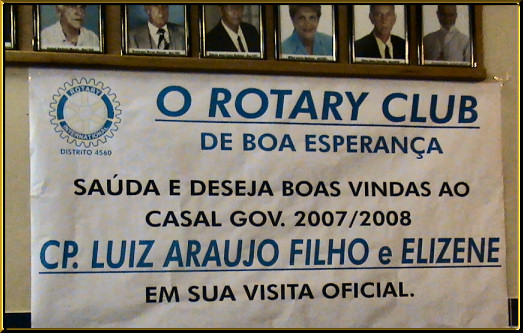 ROTARY
INTERNATIONAL
DISTRITO 4560
O ROTARY CLUB
DE BOA ESPERANÇA
SAÚDA E DESEJA BOAS VINDAS AO
CASAL GOV. 2007/2008
CP. LUIZ ARAUJO FILHO e ELIZENE
EM SUA VISITA OFICIAL.